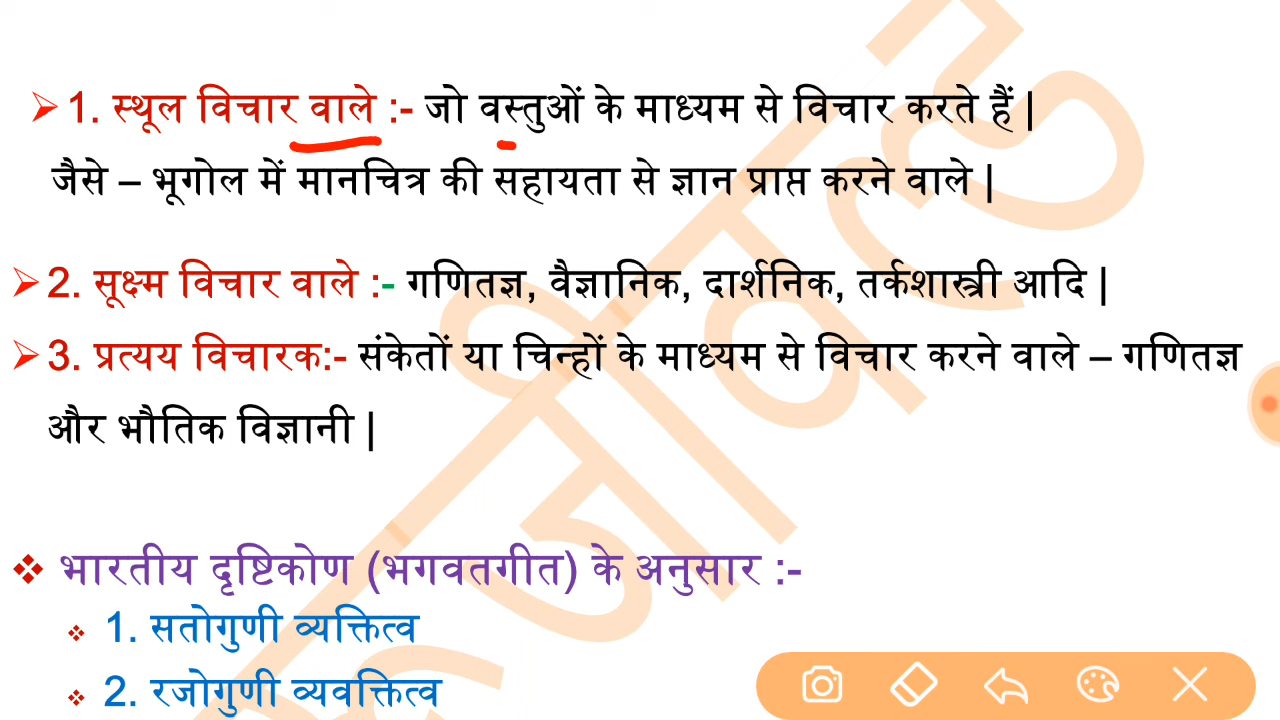 ➢ 1. स्थूल विचार वाले :- जो वस्तुओं के माध्यम से विचार करते हैं |
जैसे – भूगोल में मानचित्र की सहायता से ज्ञान प्राप्त करने वाले |
➢ 2. सूक्ष्म विचार वाले :- गणितज्ञ, वैज्ञानिक, दार्शनिक, तर्कशास्त्री आदि |
➢ 3. प्रत्यय विचारक:- संकेतों या चिन्हों के माध्यम से विचार करने वाले – गणितज्ञ
और भौतिक विज्ञानी |
❖ भारतीय दृष्टिकोण (भगवतगीत) के अनुसार :-
❖ 1. सतोगुणी व्यक्तित्व
❖ 2. रजोगुणी व्यवक्तित्व